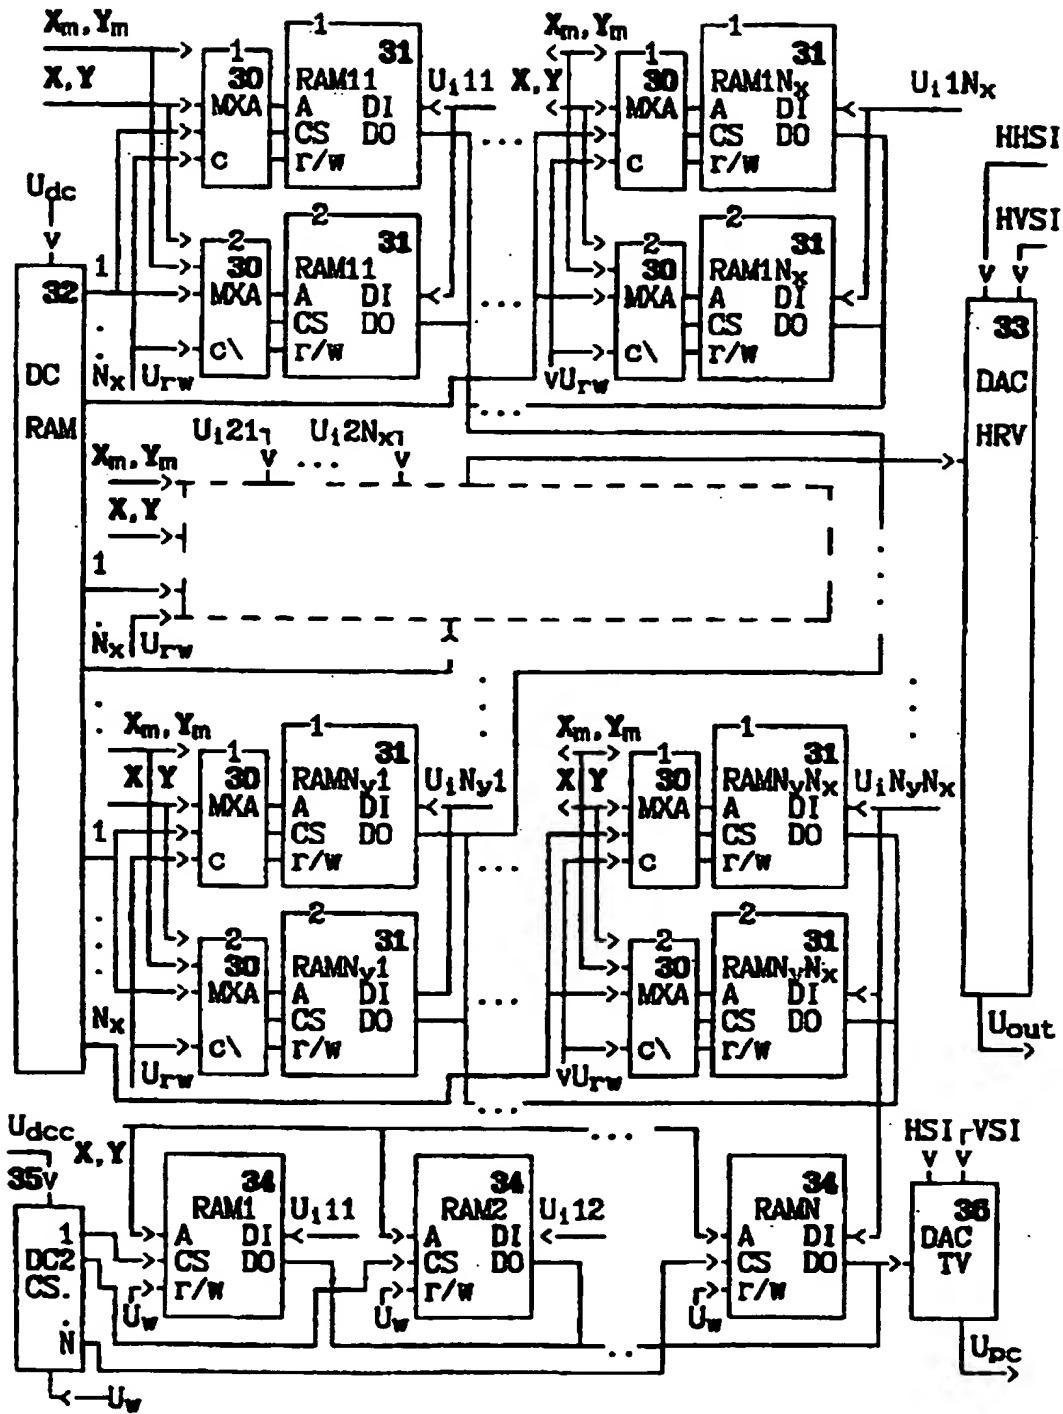 Xm,Ym 1 1 31 Xm,Ym 1 1 31
X,Y 30 RAM11 Ui11 X,Y 30 RAM1Nx Ui1Nx
MXA A DI MXA A DI
CS DO ... CS DO HHSI
C r/w C r/w
Udc HVSI
v 2 2 v v
1 2 31 2 31
32 30 RAM11 30 RAM1Nx 33
MXA A DI ... MXA A DI
CS DO CS DO
DC Nx Urw C\ r/w vUrw C\ r/w DAC
RAM Ui21 Ui2Nx ... HRV
Xm,Ym v ... v
X,Y
1
Nx Urw
Xm,Ym 1 1 31 Xm,Ym 1 1 31
X Y 30 RAMNy1 UiNy1 X Y 30 RAMNyNx UiNyNx
MXA A DI MXA A DI
1 CS DO ... CS DO
C r/w C r/w
2 2
2 31 2 31
30 RAMNy1 30 RAMNyNx
MXA A DI ... MXA A DI
Nx CS DO CS DO Uout
Urw C\ r/w vUrw C\ r/w
...
Udcc X,Y ... HSI VSI
35 v 34 34 34 v v
RAM1 Ui11 RAM2 Ui12 RAMN 36
1 A DI A DI A DI DAC
DC2 CS DO CS DO CS DO TV
CS. r/w r/w r/w
Uw Uw Uw
N ... Upc
Uw